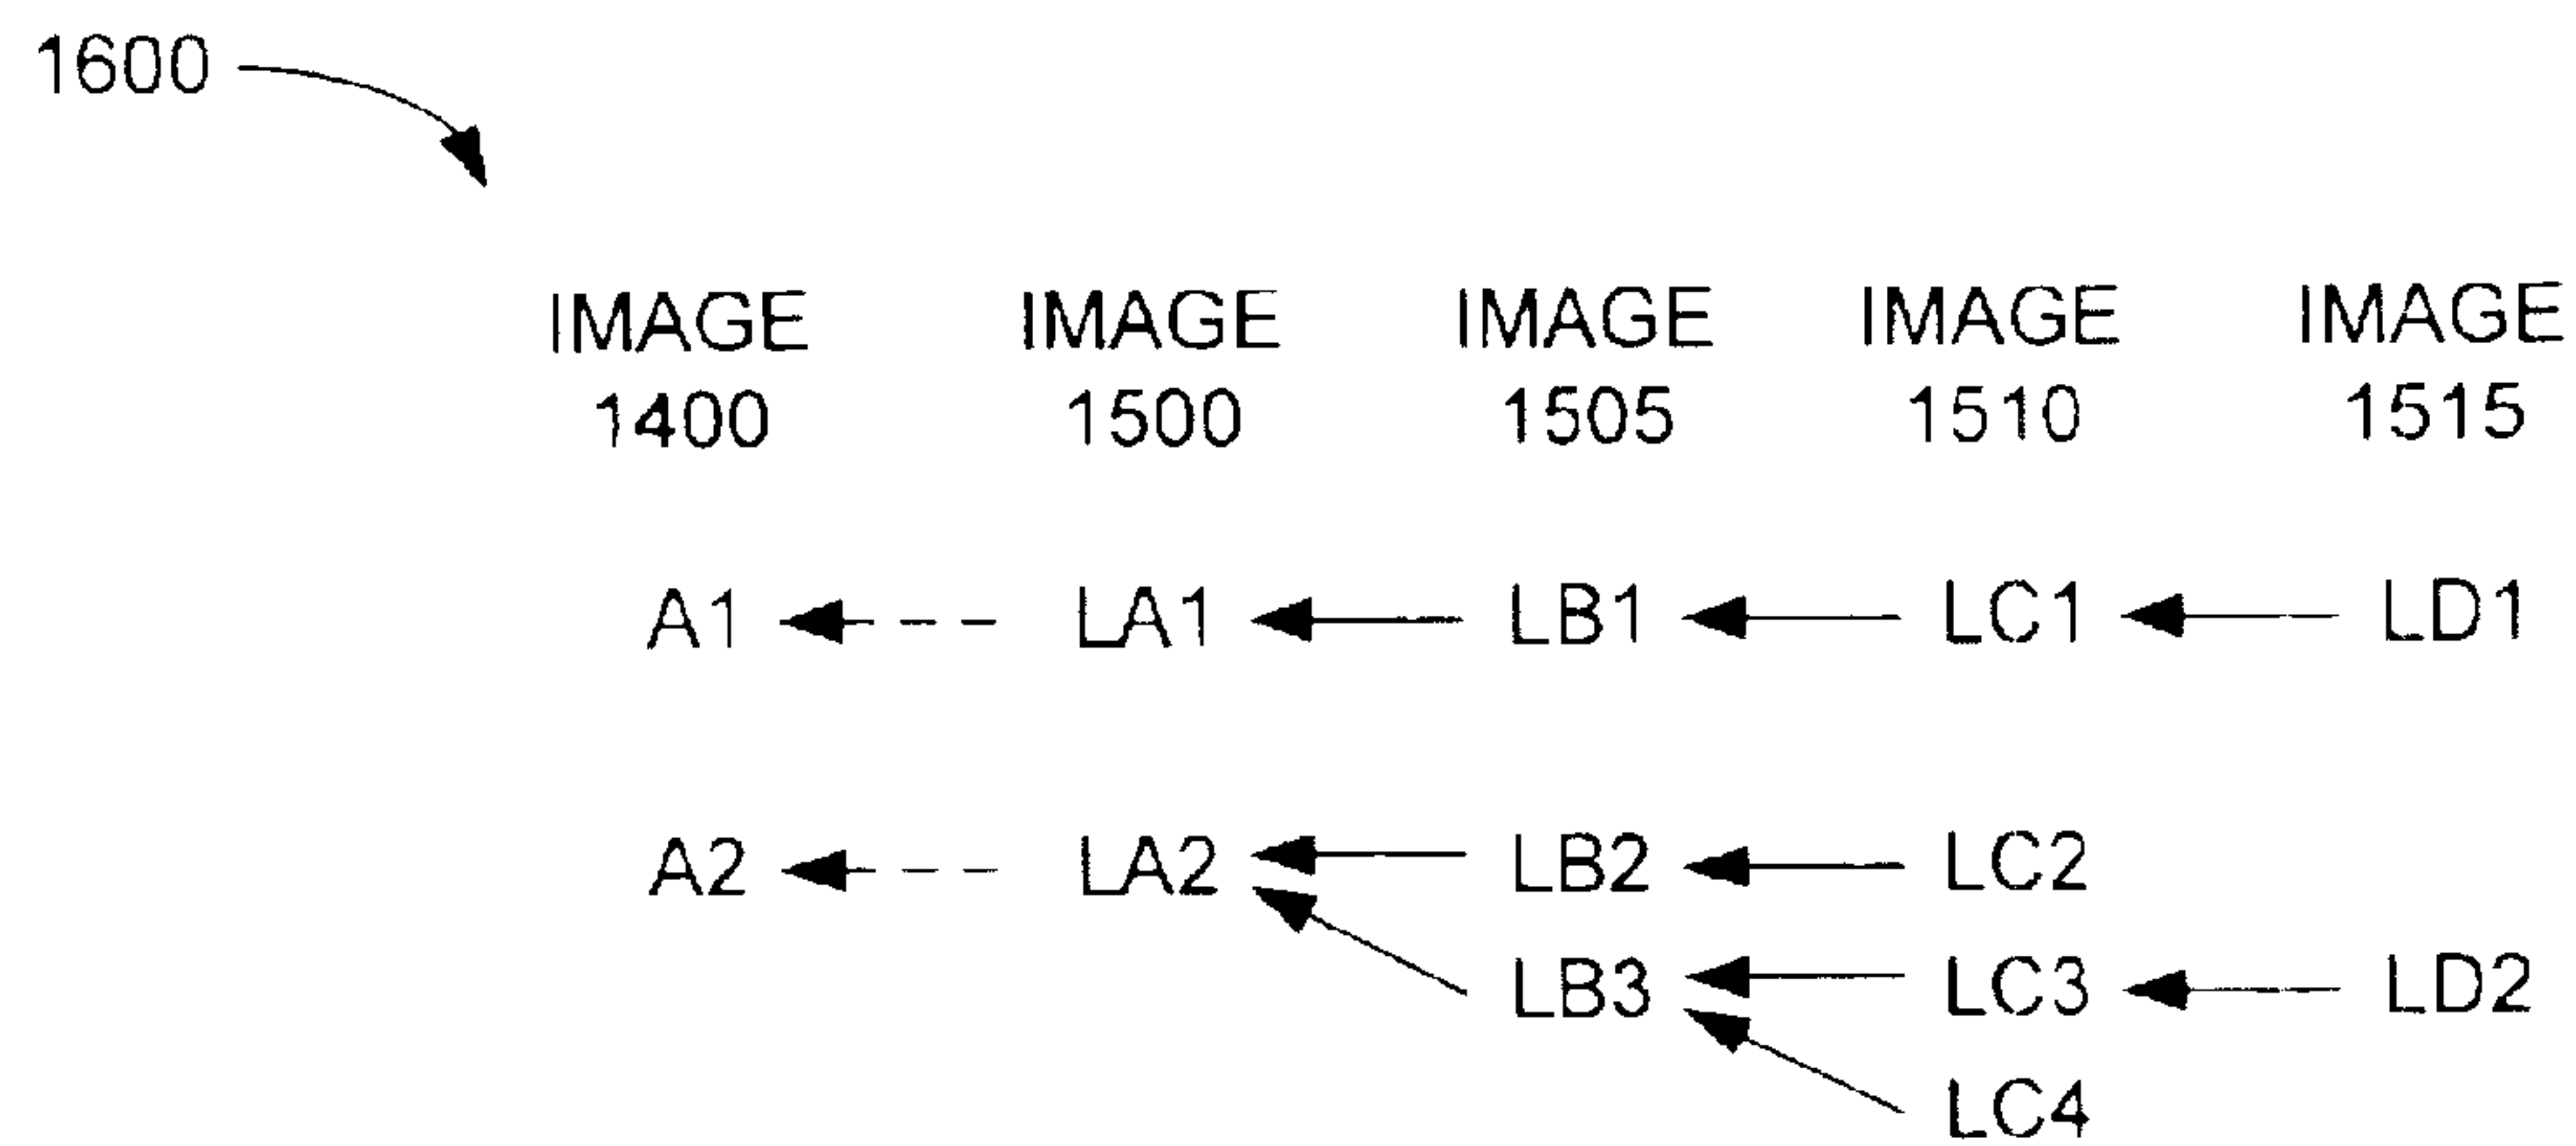 1600
IMAGE IMAGE IMAGE IMAGE IMAGE
1400 1500 1505 1510 1515
A1 LA1 LB1 LC1 LD1
A2 LA2 LB2 LC2
LB3 LC3 LD2
LC4